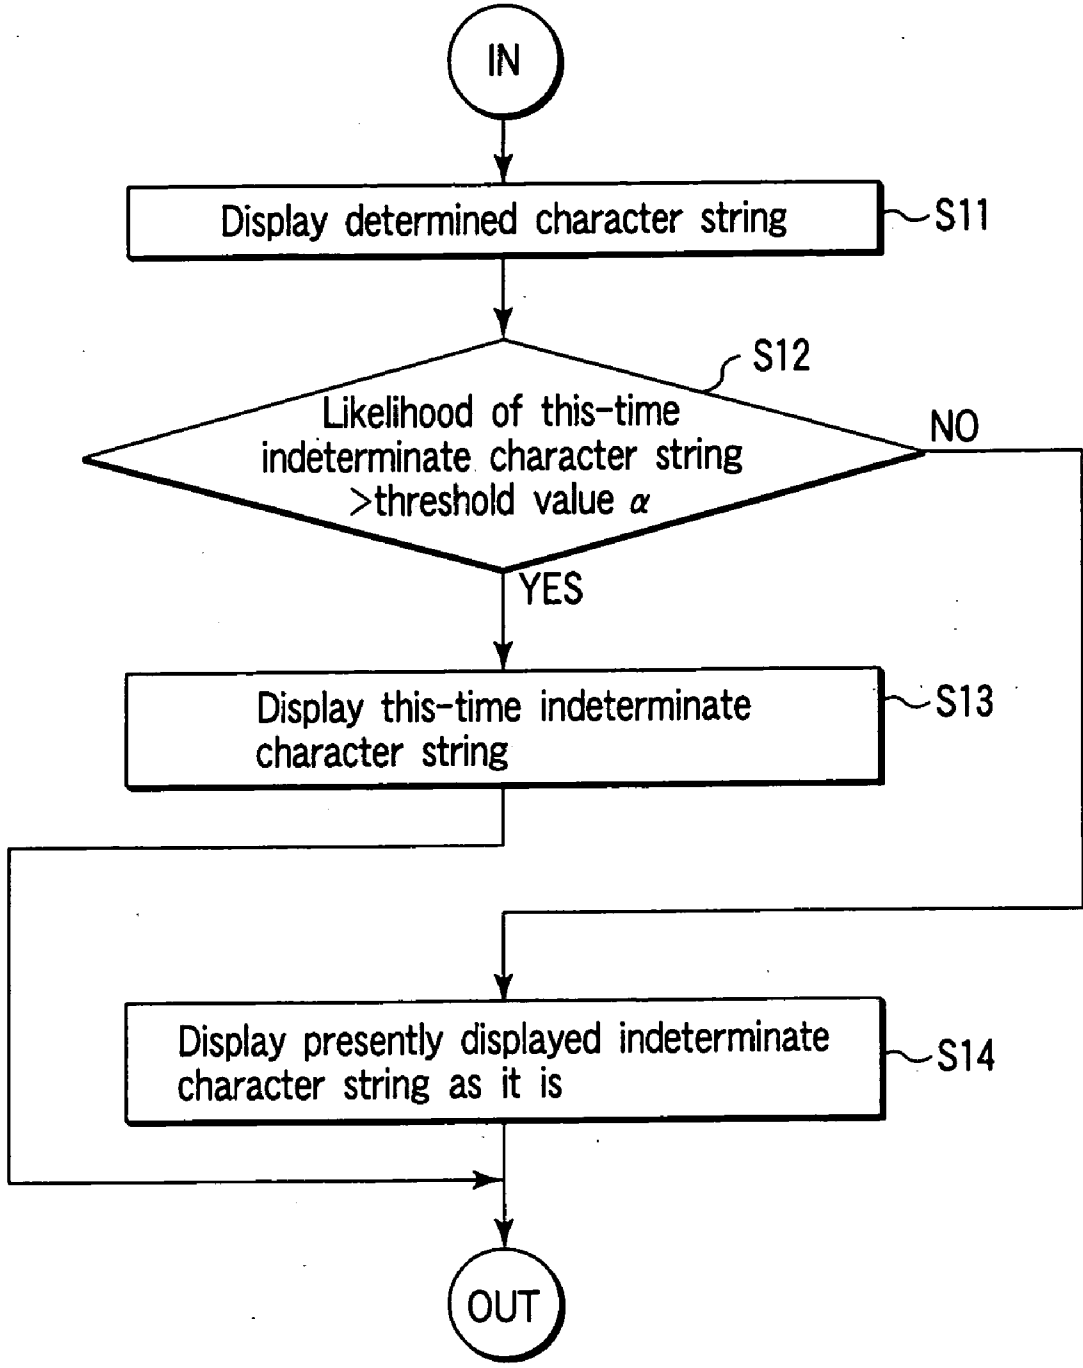 IN
Display determined character string
S11
S12
Likelihood of this-time
indeterminate character string
>threshold value α
NO
YES
Display this-time indeterminate
character string
S13
Display presently displayed indeterminate
character string as it is
S14
OUT